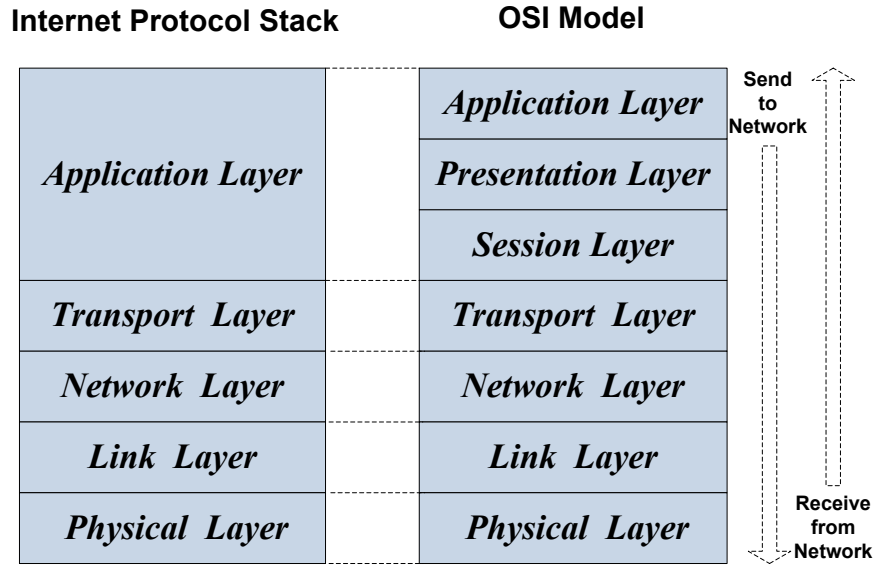 Internet Protocol Stack
OSI Model
Application Layer
Transport Layer
Network Layer
Link Layer
Physical Layer
Application Layer
Presentation Layer
Session Layer
Transport Layer
Network Layer
Link Layer
Physical Layer
Send
to
Network
Receive
from
Network